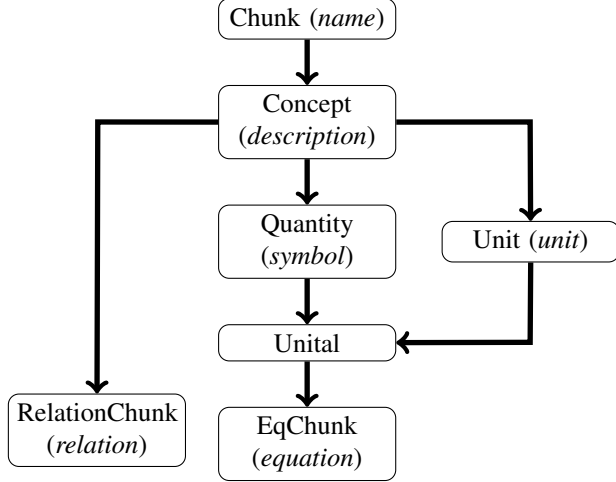 Chunk (name)
Concept
(description)
Quantity
(symbol)
Unit (unit)
Unital
RelationChunk
(relation)
EqChunk
(equation)